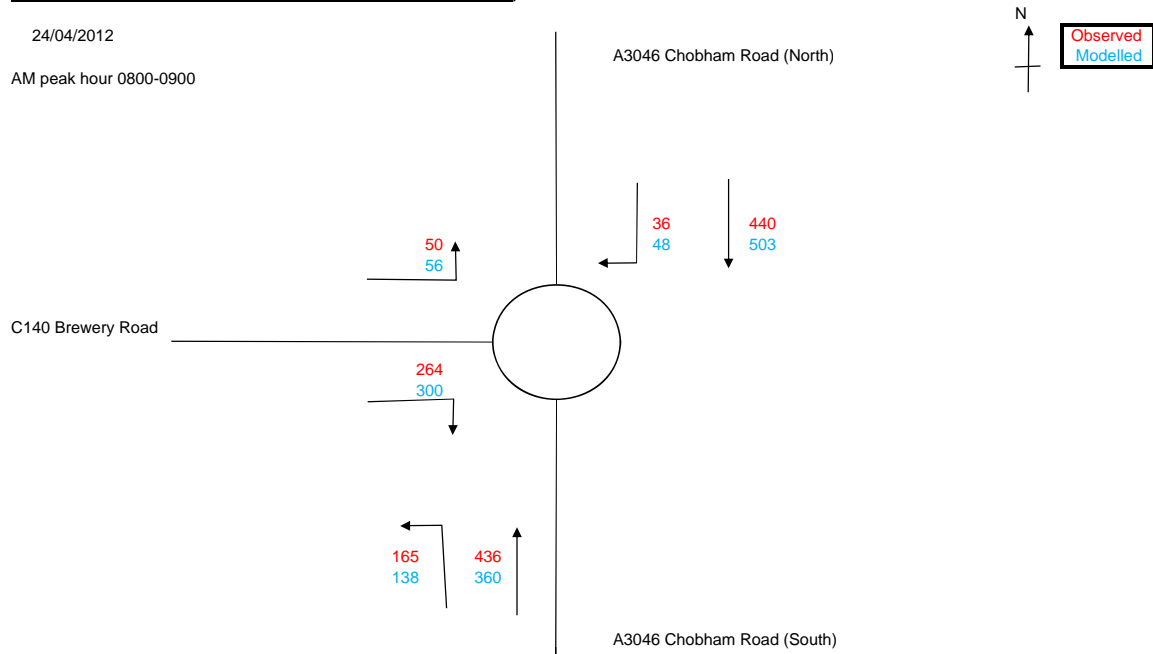 24/04/2012
AM peak hour 0800-0900
A3046 Chobham Road (North)
N
Observed
Modelled
36
48
440
503
50
56
C140 Brewery Road
264
300
165
138
436
360
A3046 Chobham Road (South)